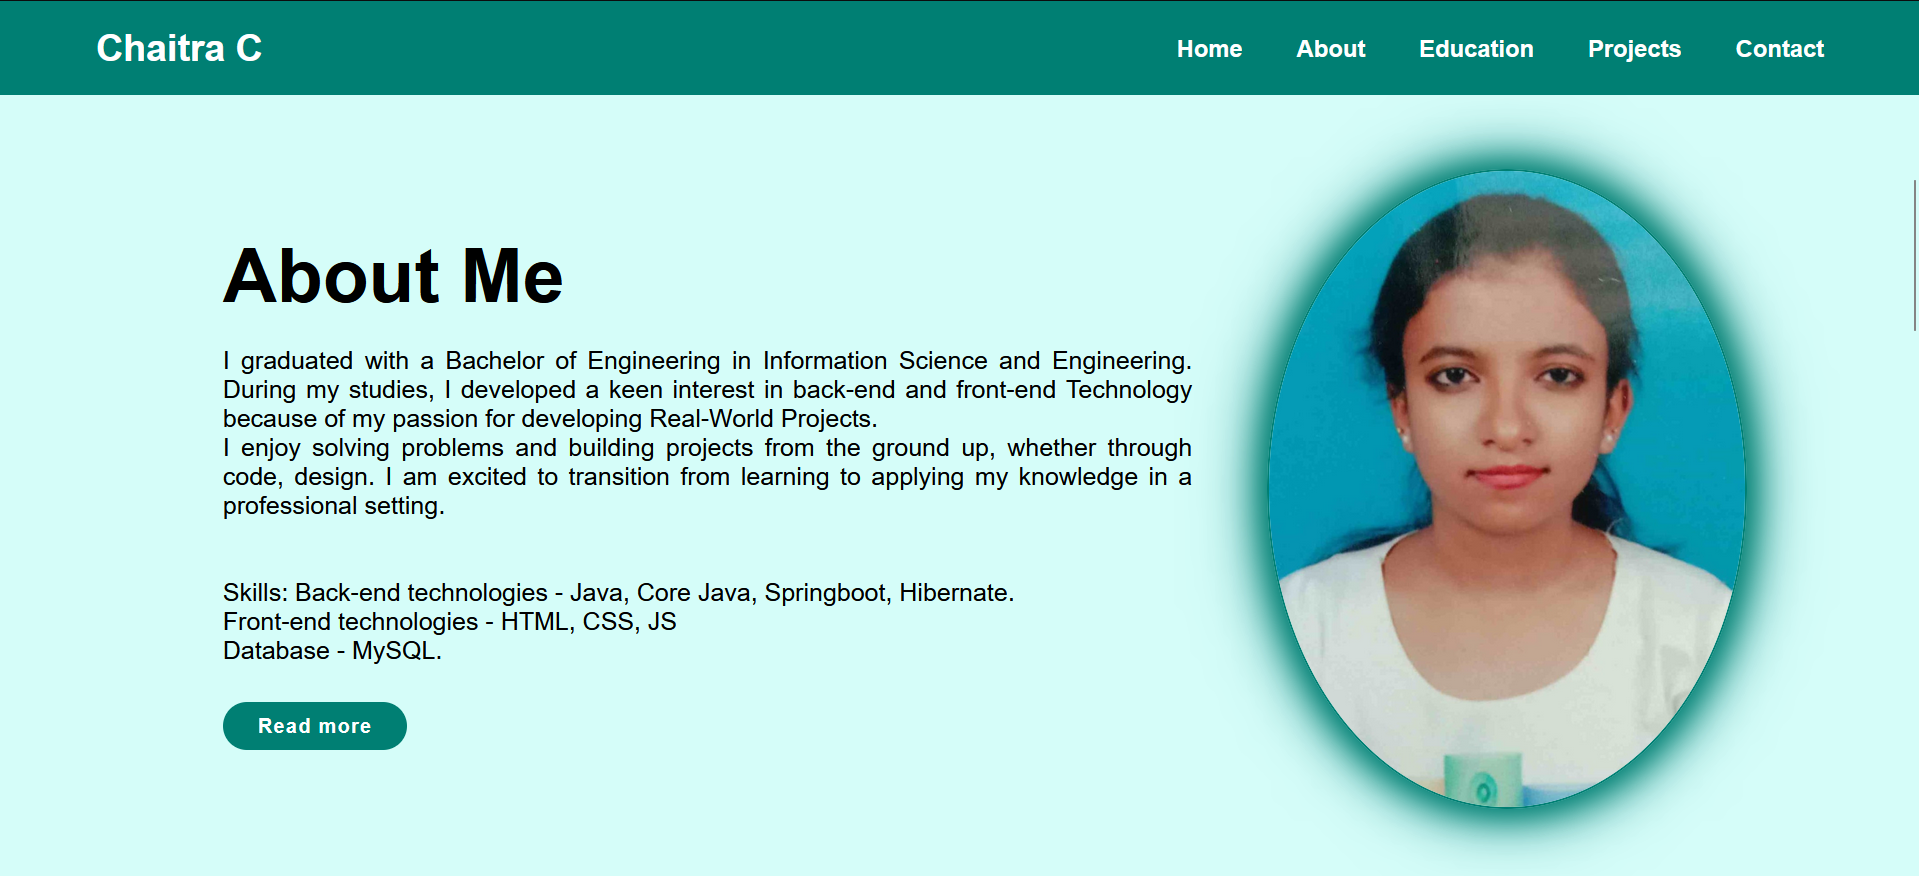 Chaitra C
Home About Education Projects Contact
About Me
I graduated with a Bachelor of Engineering in Information Science and Engineering.
During my studies, I developed a keen interest in back-end and front-end Technology
because of my passion for developing Real-World Projects.
I enjoy solving problems and building projects from the ground up, whether through
code, design. I am excited to transition from learning to applying my knowledge in a
professional setting.
Skills: Back-end technologies - Java, Core Java, Springboot, Hibernate.
Front-end technologies - HTML, CSS, JS
Database - MySQL.
Read more